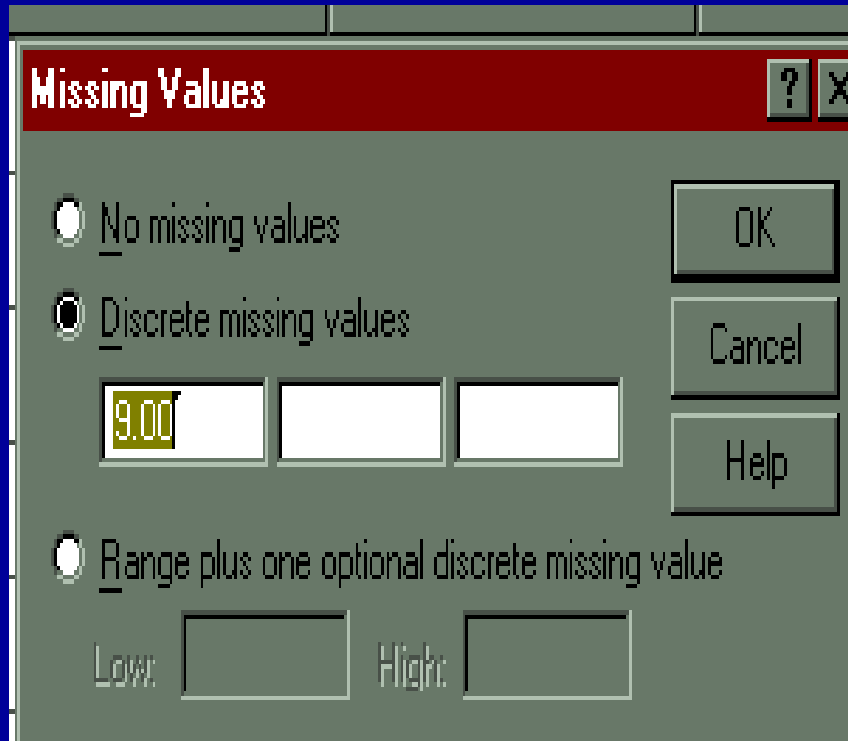 Missing Values ? X
No missing values
OK
Discrete missing values
Cancel
9.00
Help
Range plus one optional discrete missing value
Low: High: